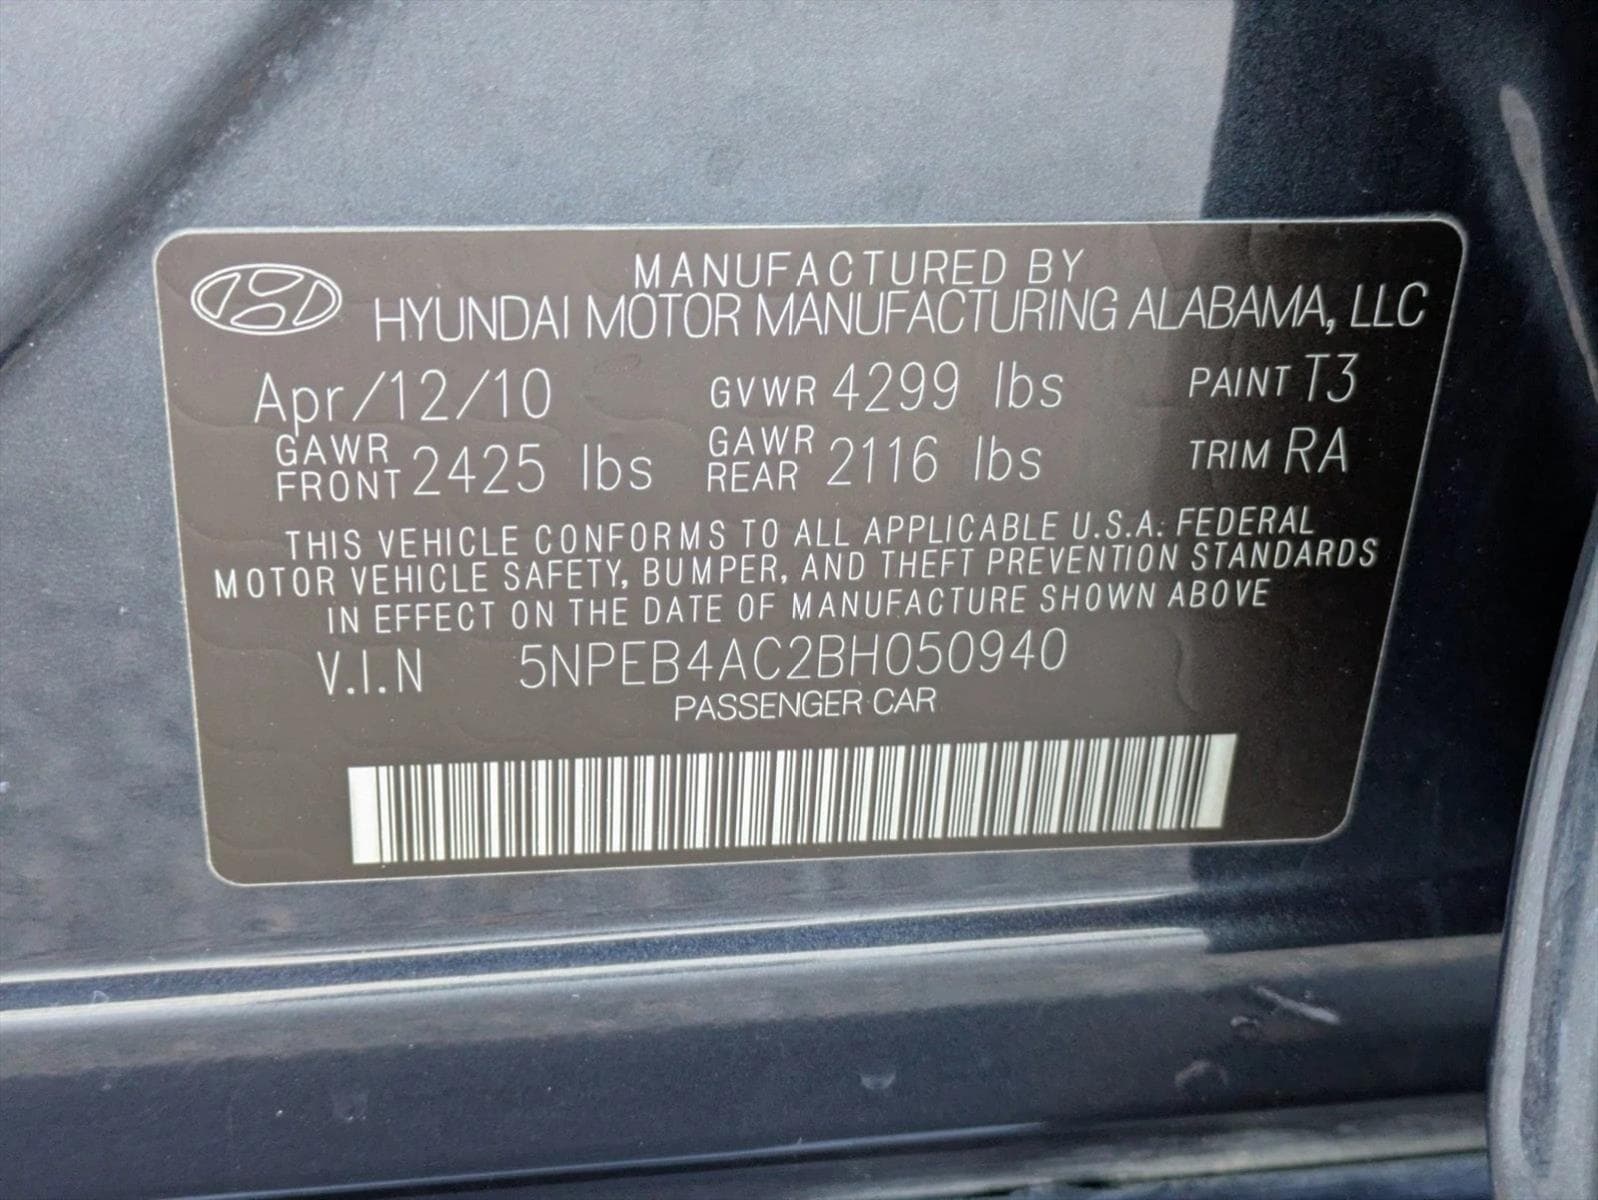 MANUFACTURED BY
HYUNDAI MOTOR MANUFACTURING ALABAMA, LLC
Apr/12/10 GVWR 4299 lbs PAINT T3
GAWR FRONT 2425 lbs GAWR REAR 2116 lbs TRIM RA
THIS VEHICLE CONFORMS TO ALL APPLICABLE U.S.A. FEDERAL
MOTOR VEHICLE SAFETY, BUMPER, AND THEFT PREVENTION STANDARDS
IN EFFECT ON THE DATE OF MANUFACTURE SHOWN ABOVE
V.I.N 5NPEB4AC2BH050940
PASSENGER CAR